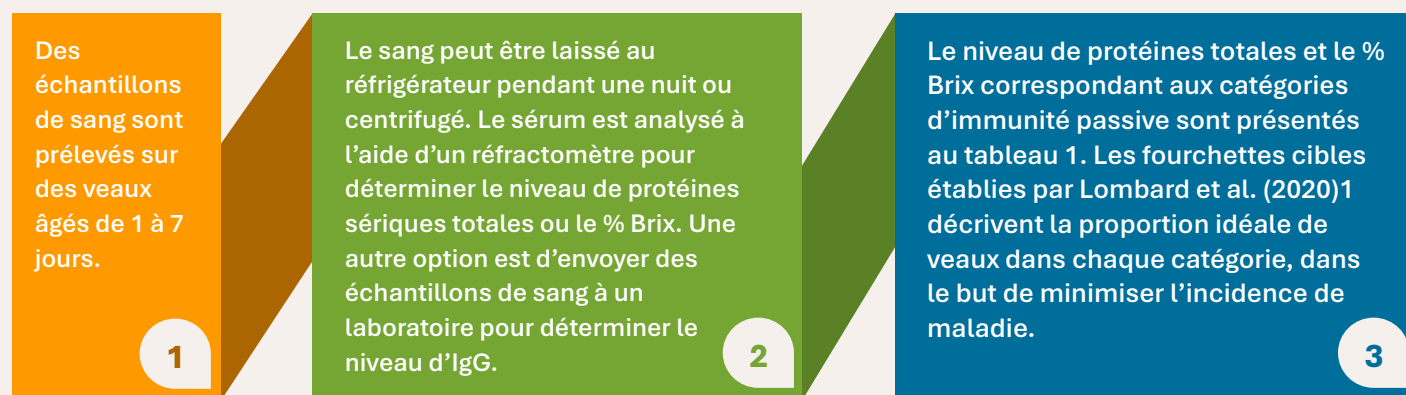 Des
échantillons
de sang sont
prélevés sur
des veaux
âgés de 1 à 7
jours.
1
Le sang peut être laissé au
réfrigérateur pendant une nuit ou
centrifugé. Le sérum est analysé à
l’aide d’un réfractomètre pour
déterminer le niveau de protéines
sériques totales ou le % Brix. Une
autre option est d’envoyer des
échantillons de sang à un
laboratoire pour déterminer le
niveau d’IgG.
2
Le niveau de protéines totales et le %
Brix correspondant aux catégories
d’immunité passive sont présentés
au tableau 1. Les fourchettes cibles
établies par Lombard et al. (2020)1
décrivent la proportion idéale de
veaux dans chaque catégorie, dans
le but de minimiser l’incidence de
maladie.
3